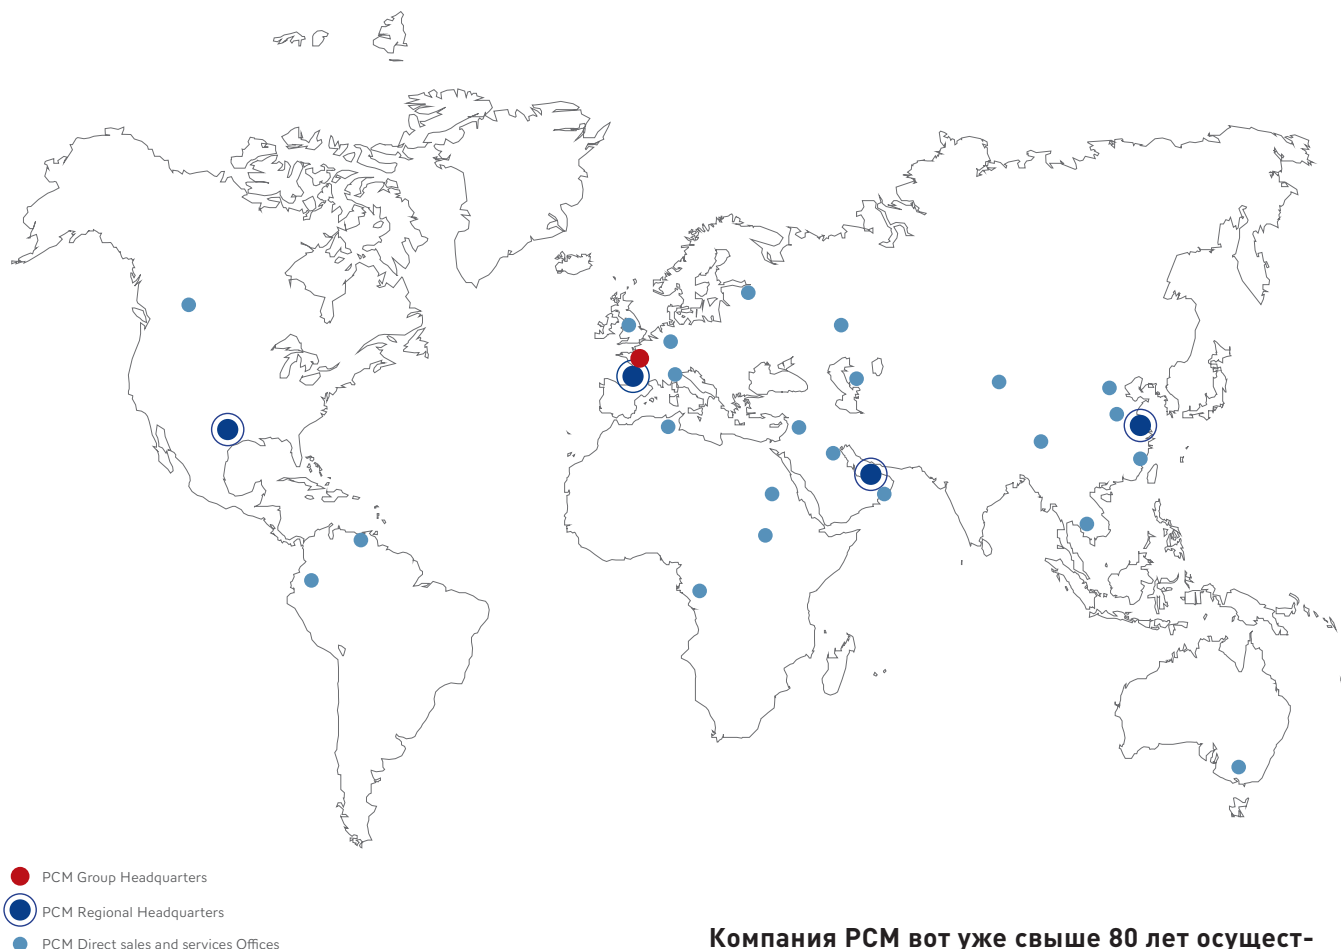 PCM Group Headquarters
PCM Regional Headquarters
PCM Direct sales and services Offices
Компания РСМ вот уже свыше 80 лет осущест-